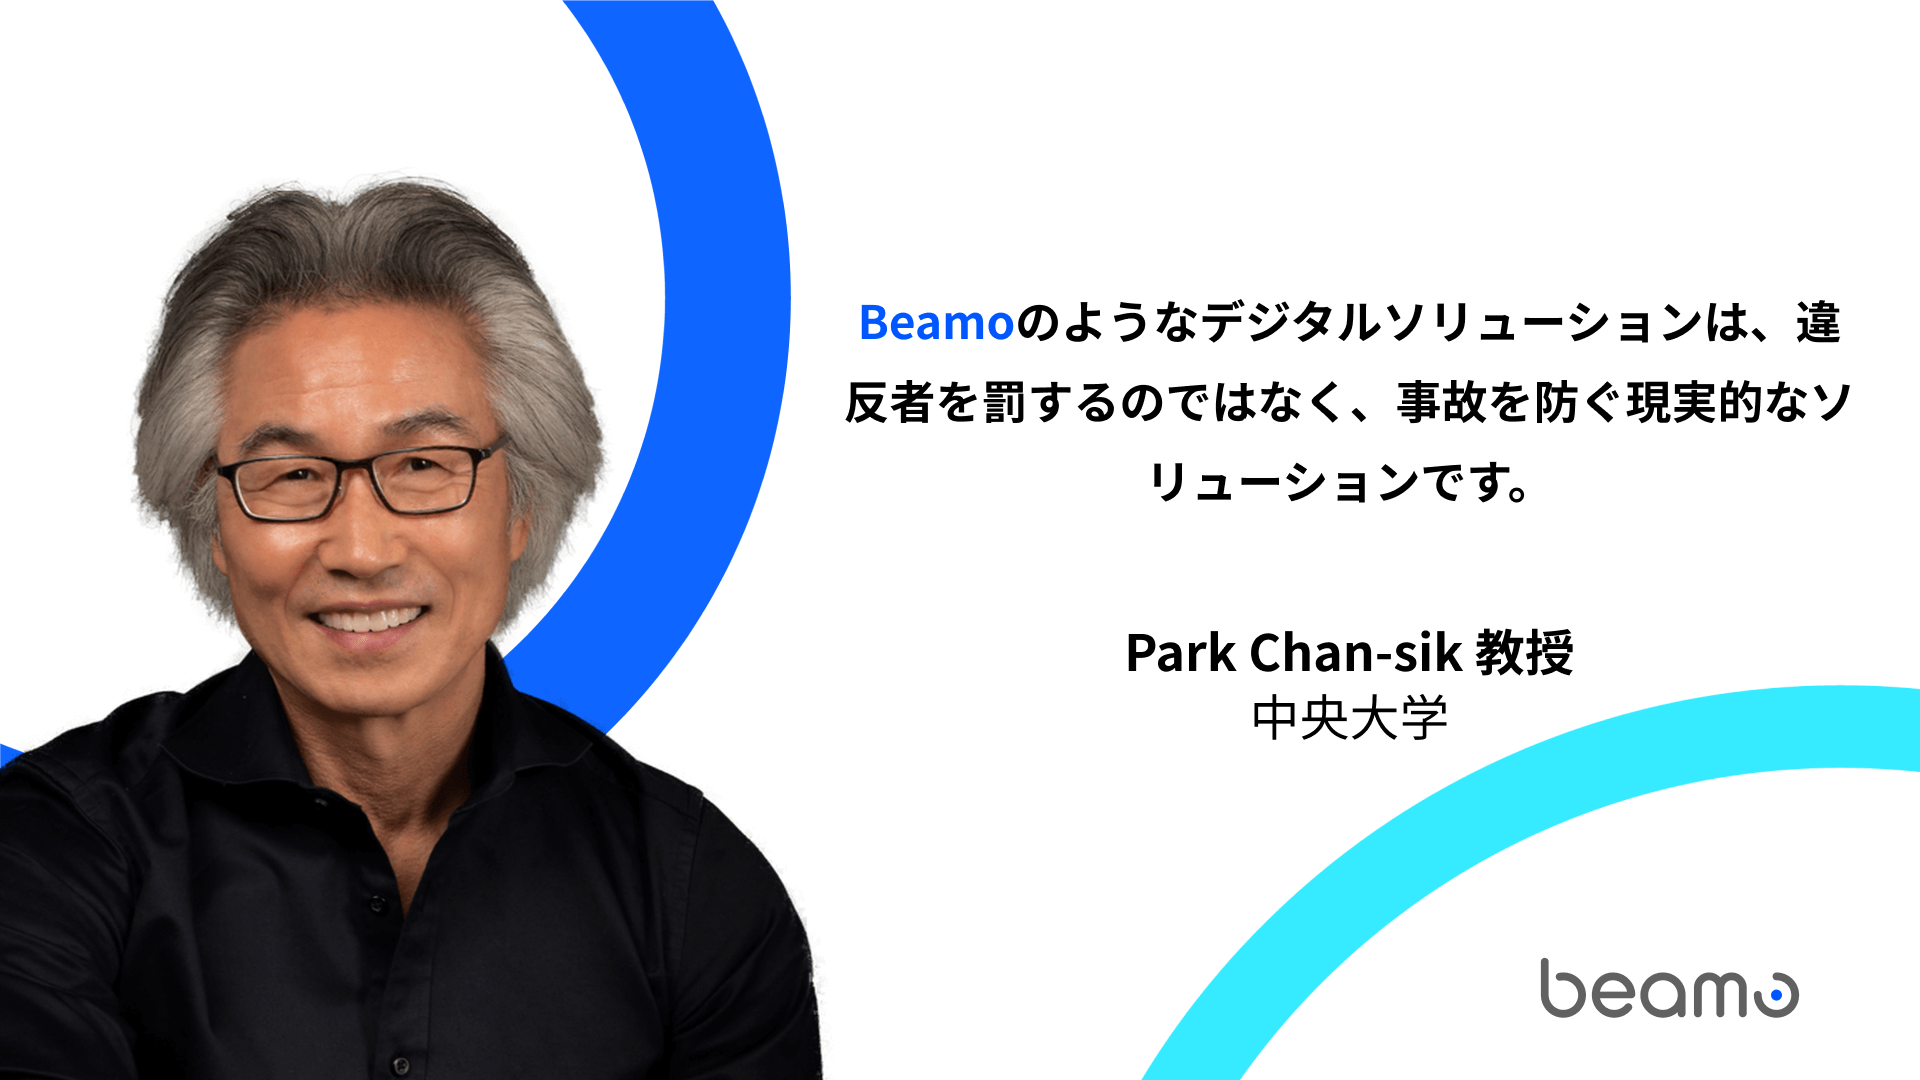 Beamoのようなデジタルソリューションは、違
反者を罰するのではなく、事故を防ぐ現実的なソ
リューションです。
Park Chan-sik 教授
中央大学
beamo